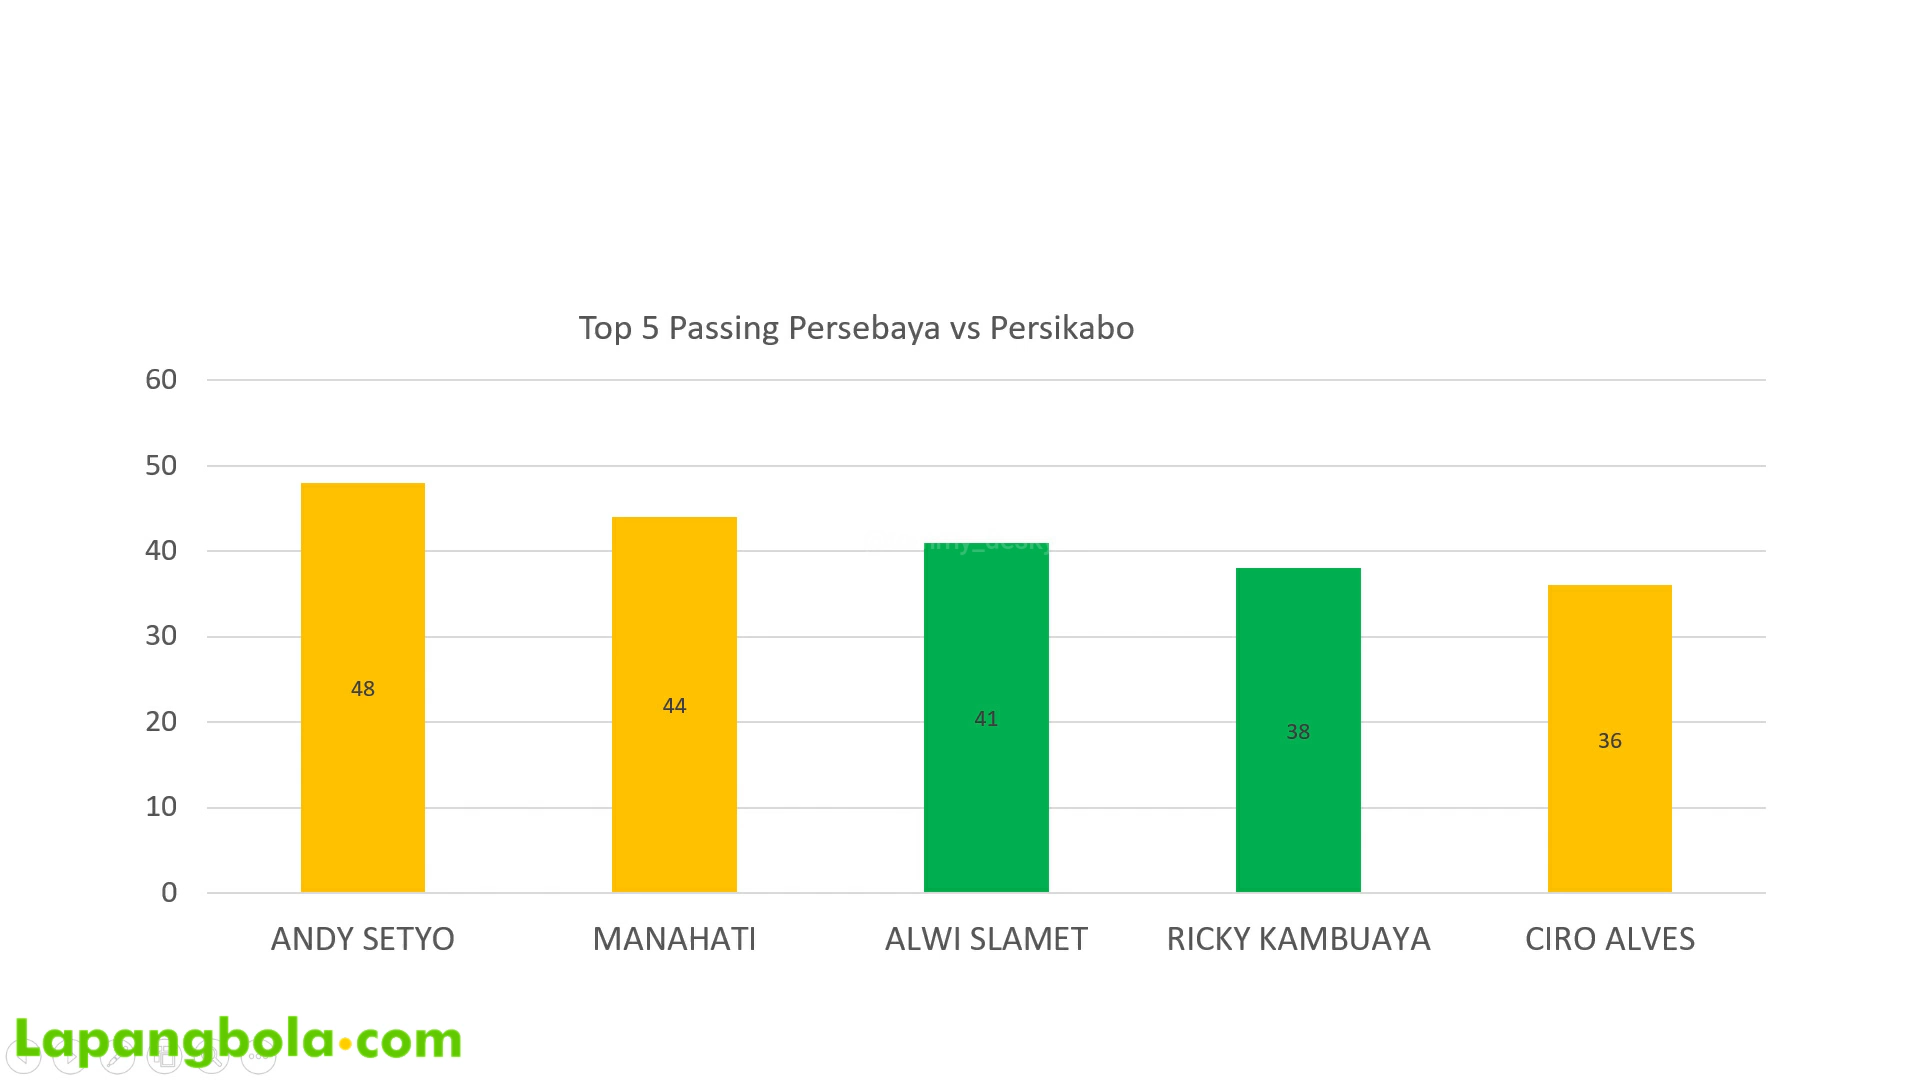 Top 5 Passing Persebaya vs Persikabo
60
50
40
30
20
10
0
48
44
41
38
36
ANDY SETYO
MANAHATI
ALWI SLAMET
RICKY KAMBUAYA
CIRO ALVES
Lapangbola.com